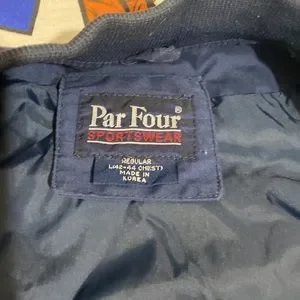 Par Four®
SPORTSWEAR
REGULAR
L(42-44 CHEST)
MADE IN
KOREA